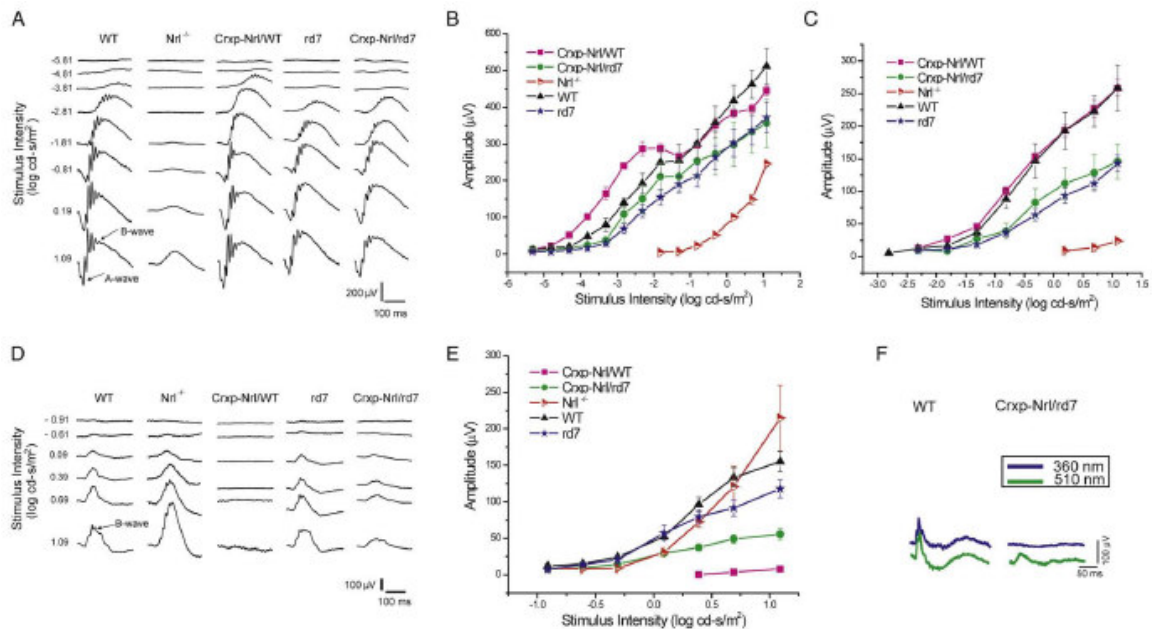 A
WT Nrl-/- Crxp-Nrl/WT rd7 Crxp-Nrl/rd7
-5.81
-4.81
-3.81
-2.81
-1.81
-0.81
0.19
1.09
Stimulus Intensity
(log cd-s/m²)
B-wave
A-wave
200 μV
100 ms
B
Crxp-Nrl/WT
Crxp-Nrl/rd7
Nrl-/-
WT
rd7
600
500
400
300
200
100
0
Amplitude (μV)
-6 -5 -4 -3 -2 -1 0 1 2
Stimulus Intensity (log cd-s/m²)
C
Crxp-Nrl/WT
Crxp-Nrl/rd7
Nrl-/-
WT
rd7
300
250
200
150
100
50
0
Amplitude (μV)
-3.0 -2.5 -2.0 -1.5 -1.0 -0.5 0.0 0.5 1.0 1.5
Stimulus Intensity (log cd-s/m²)
D
WT Nrl-/- Crxp-Nrl/WT rd7 Crxp-Nrl/rd7
-0.91
-0.61
0.09
0.39
0.69
1.09
Stimulus Intensity
(log cd-s/m²)
B-wave
100 μV
100 ms
E
Crxp-Nrl/WT
Crxp-Nrl/rd7
Nrl-/-
WT
rd7
300
250
200
150
100
50
0
Amplitude (μV)
-1.0 -0.5 0.0 0.5 1.0
Stimulus Intensity (log cd-s/m²)
F
WT Crxp-Nrl/rd7
360 nm
510 nm
100 μV
50 ms